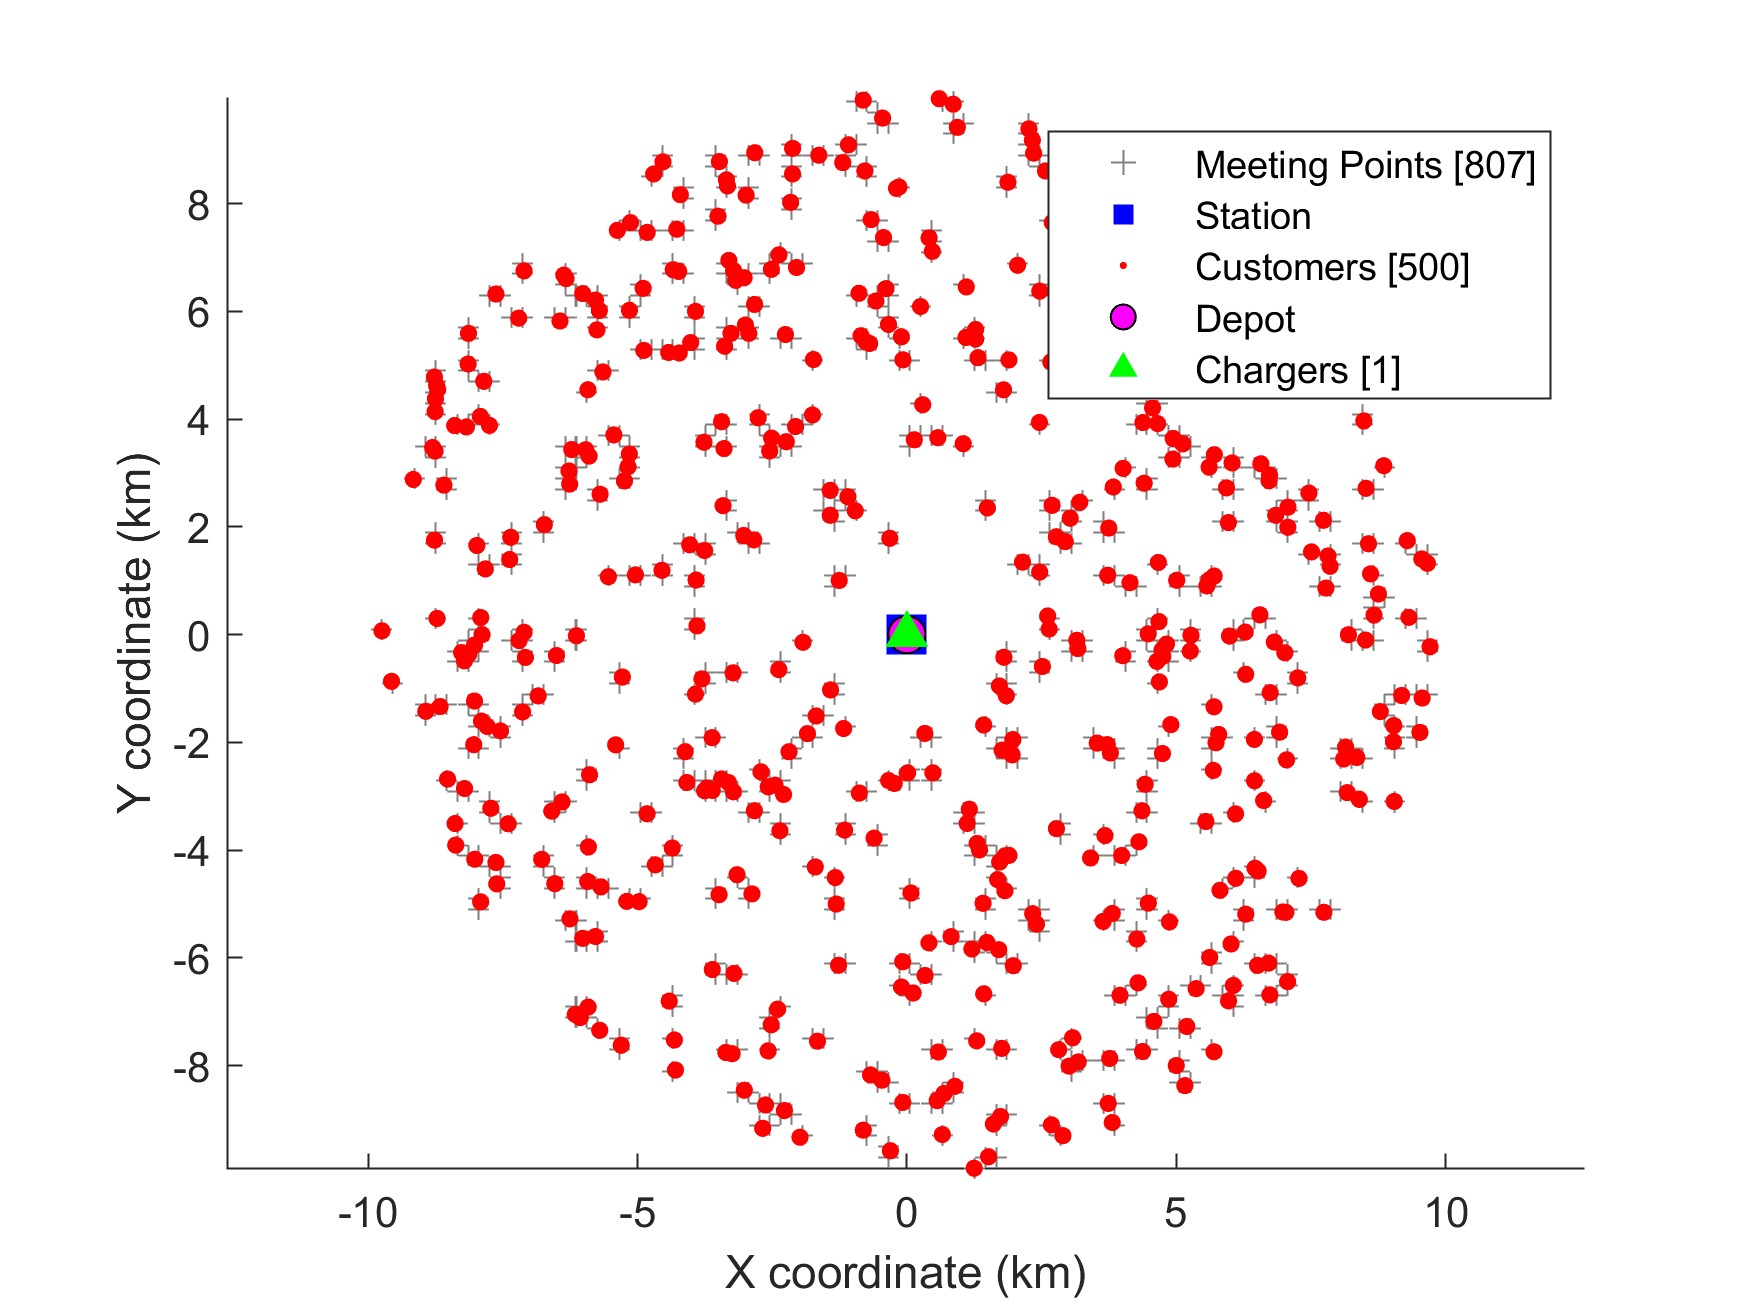 Meeting Points [807]
Station
Customers [500]
Depot
Chargers [1]
8
6
4
2
0
-2
-4
-6
-8
Y coordinate (km)
-10 -5 0 5 10
X coordinate (km)